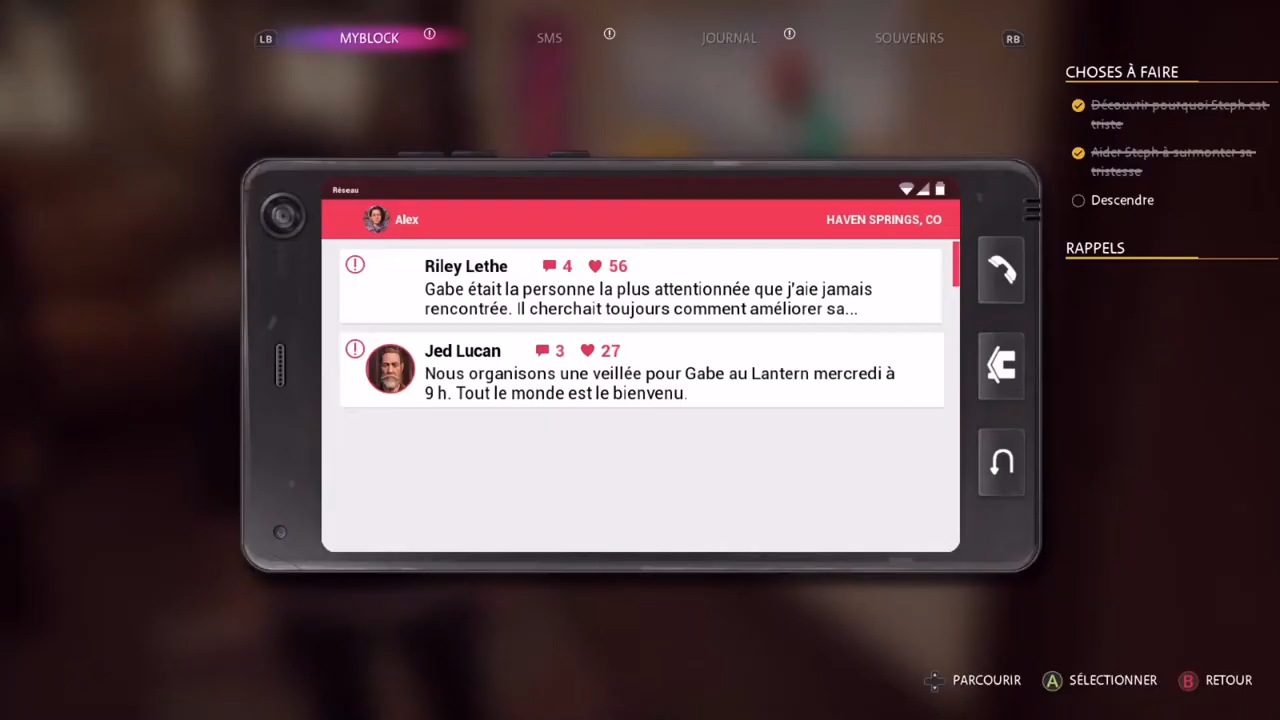 LB
MYBLOCK
SMS
JOURNAL
SOUVENIRS
RB
CHOSES À FAIRE
Découvrir pourquoi Steph est
triste
Aider Steph à surmonter sa
tristesse
Descendre
RAPPELS
Réseau
Alex
HAVEN SPRINGS, CO
Riley Lethe 4 56
Gabe était la personne la plus attentionnée que j'aie jamais
rencontrée. Il cherchait toujours comment améliorer sa...
Jed Lucan 3 27
Nous organisons une veillée pour Gabe au Lantern mercredi à
9 h. Tout le monde est le bienvenu.
PARCOURIR
A SÉLECTIONNER
B RETOUR